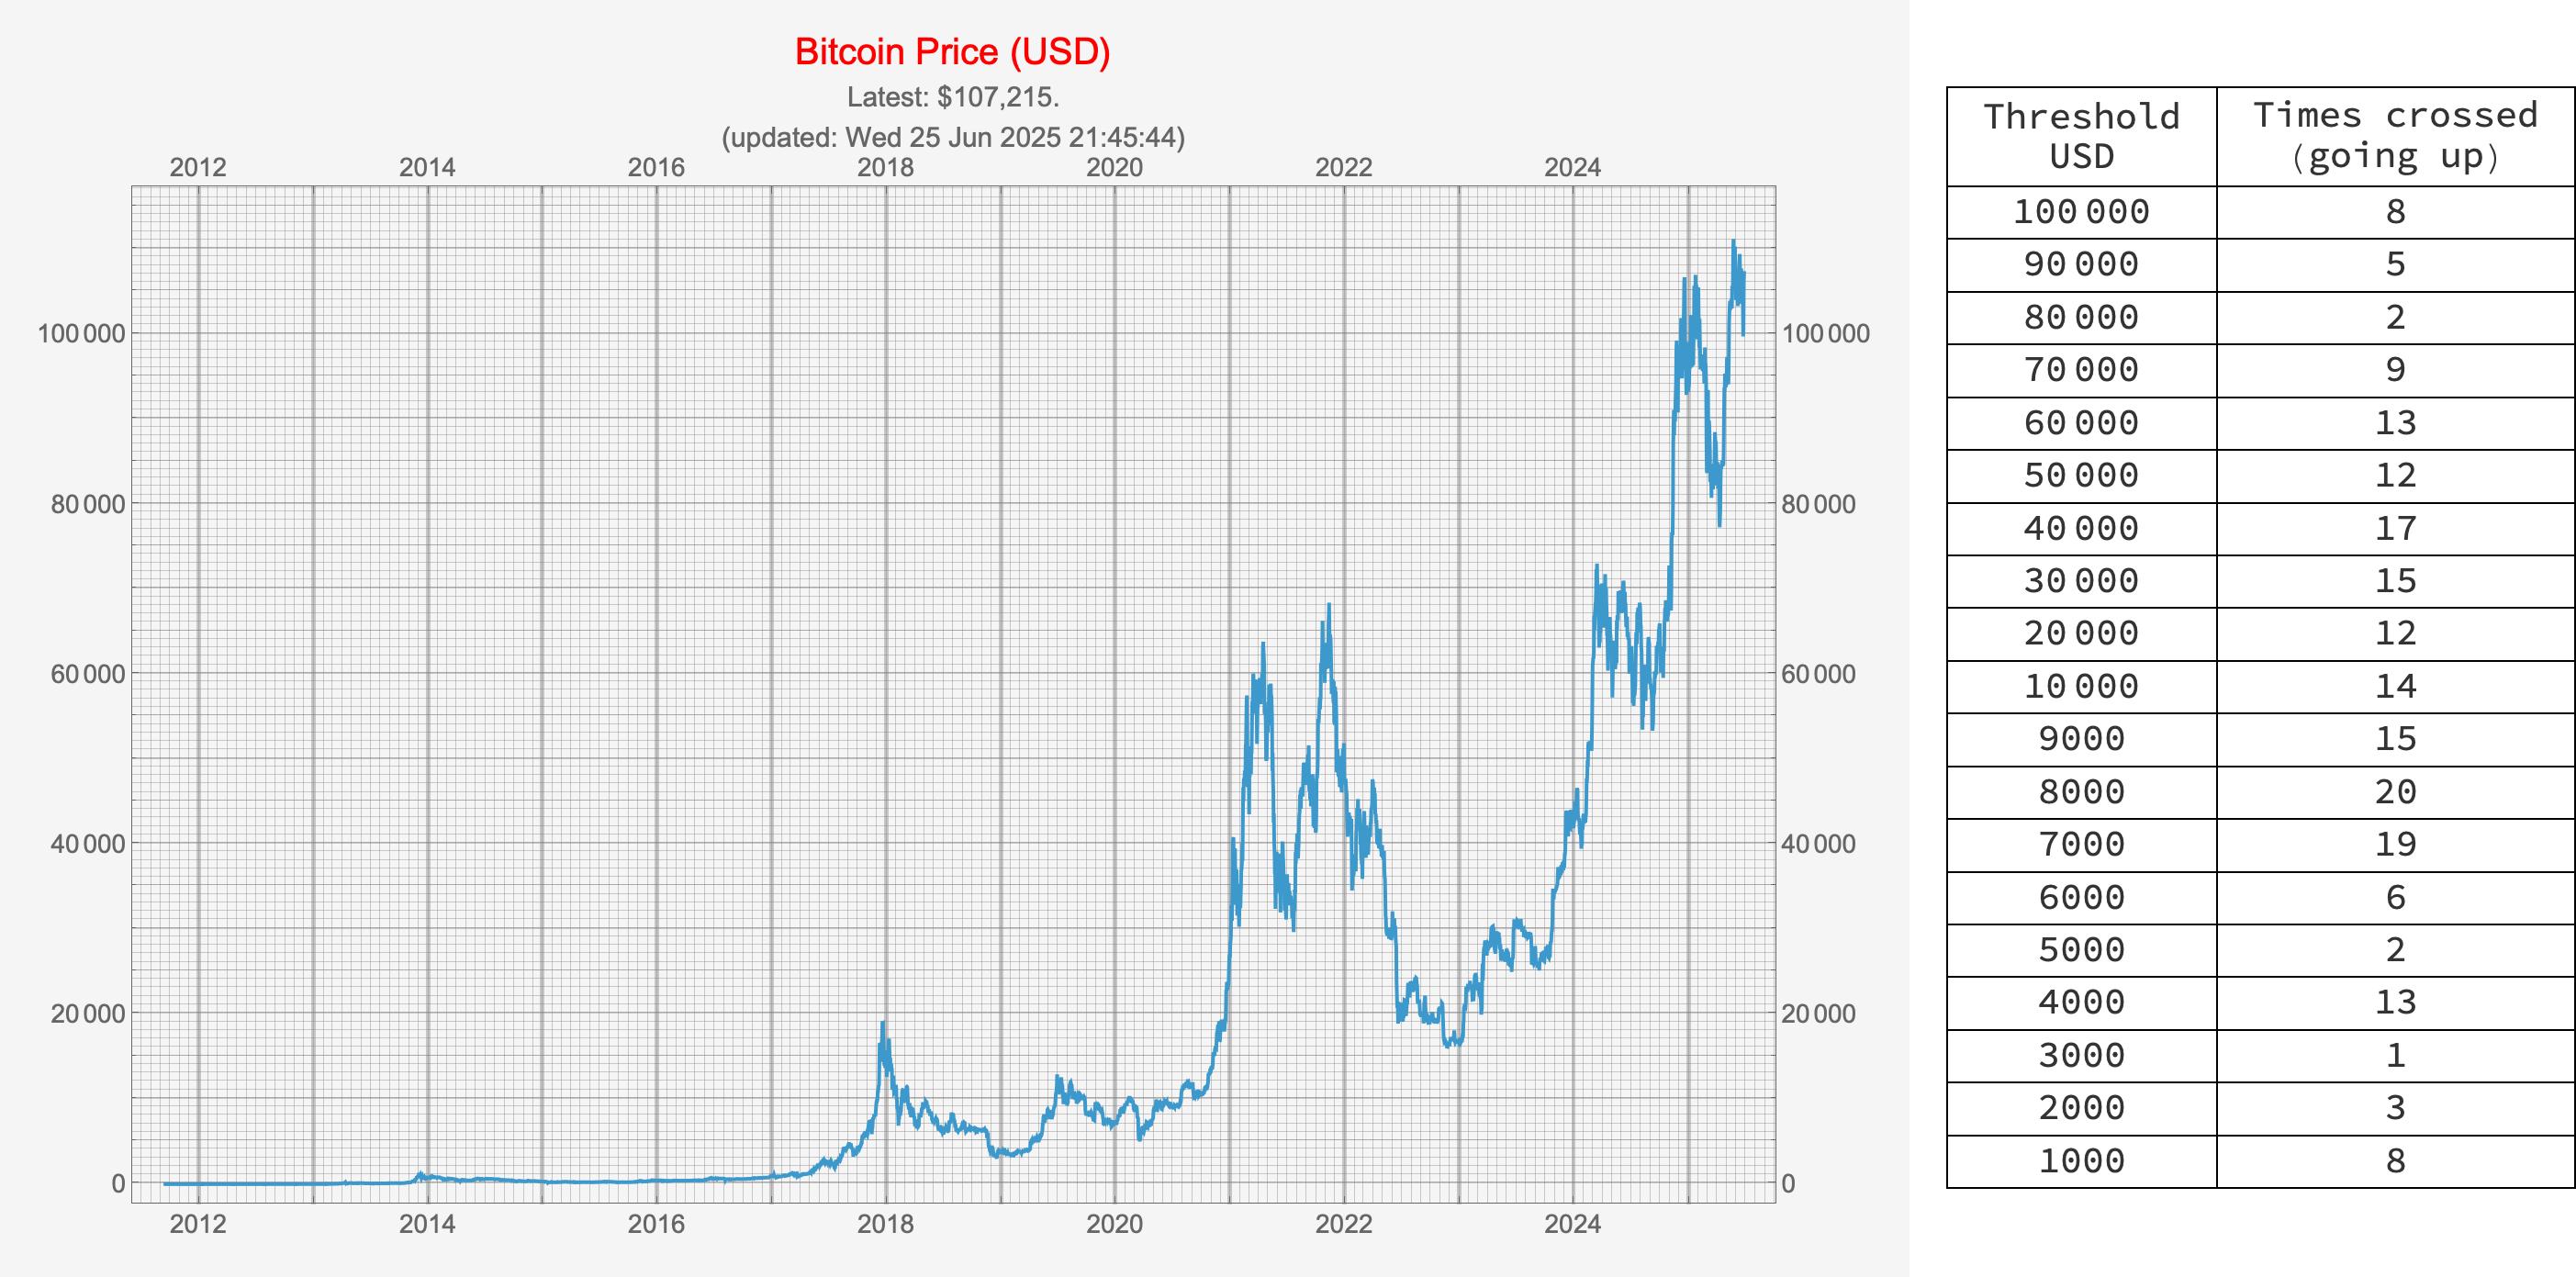 Bitcoin Price (USD)
Latest: $107,215.
(updated: Wed 25 Jun 2025 21:45:44)
2012 2014 2016 2018 2020 2022 2024
100 000 100 000
80 000 80 000
60 000 60 000
40 000 40 000
20 000 20 000
0 0
2012 2014 2016 2018 2020 2022 2024
Threshold Times crossed
USD (going up)
100 000 8
90 000 5
80 000 2
70 000 9
60 000 13
50 000 12
40 000 17
30 000 15
20 000 12
10 000 14
9000 15
8000 20
7000 19
6000 6
5000 2
4000 13
3000 1
2000 3
1000 8